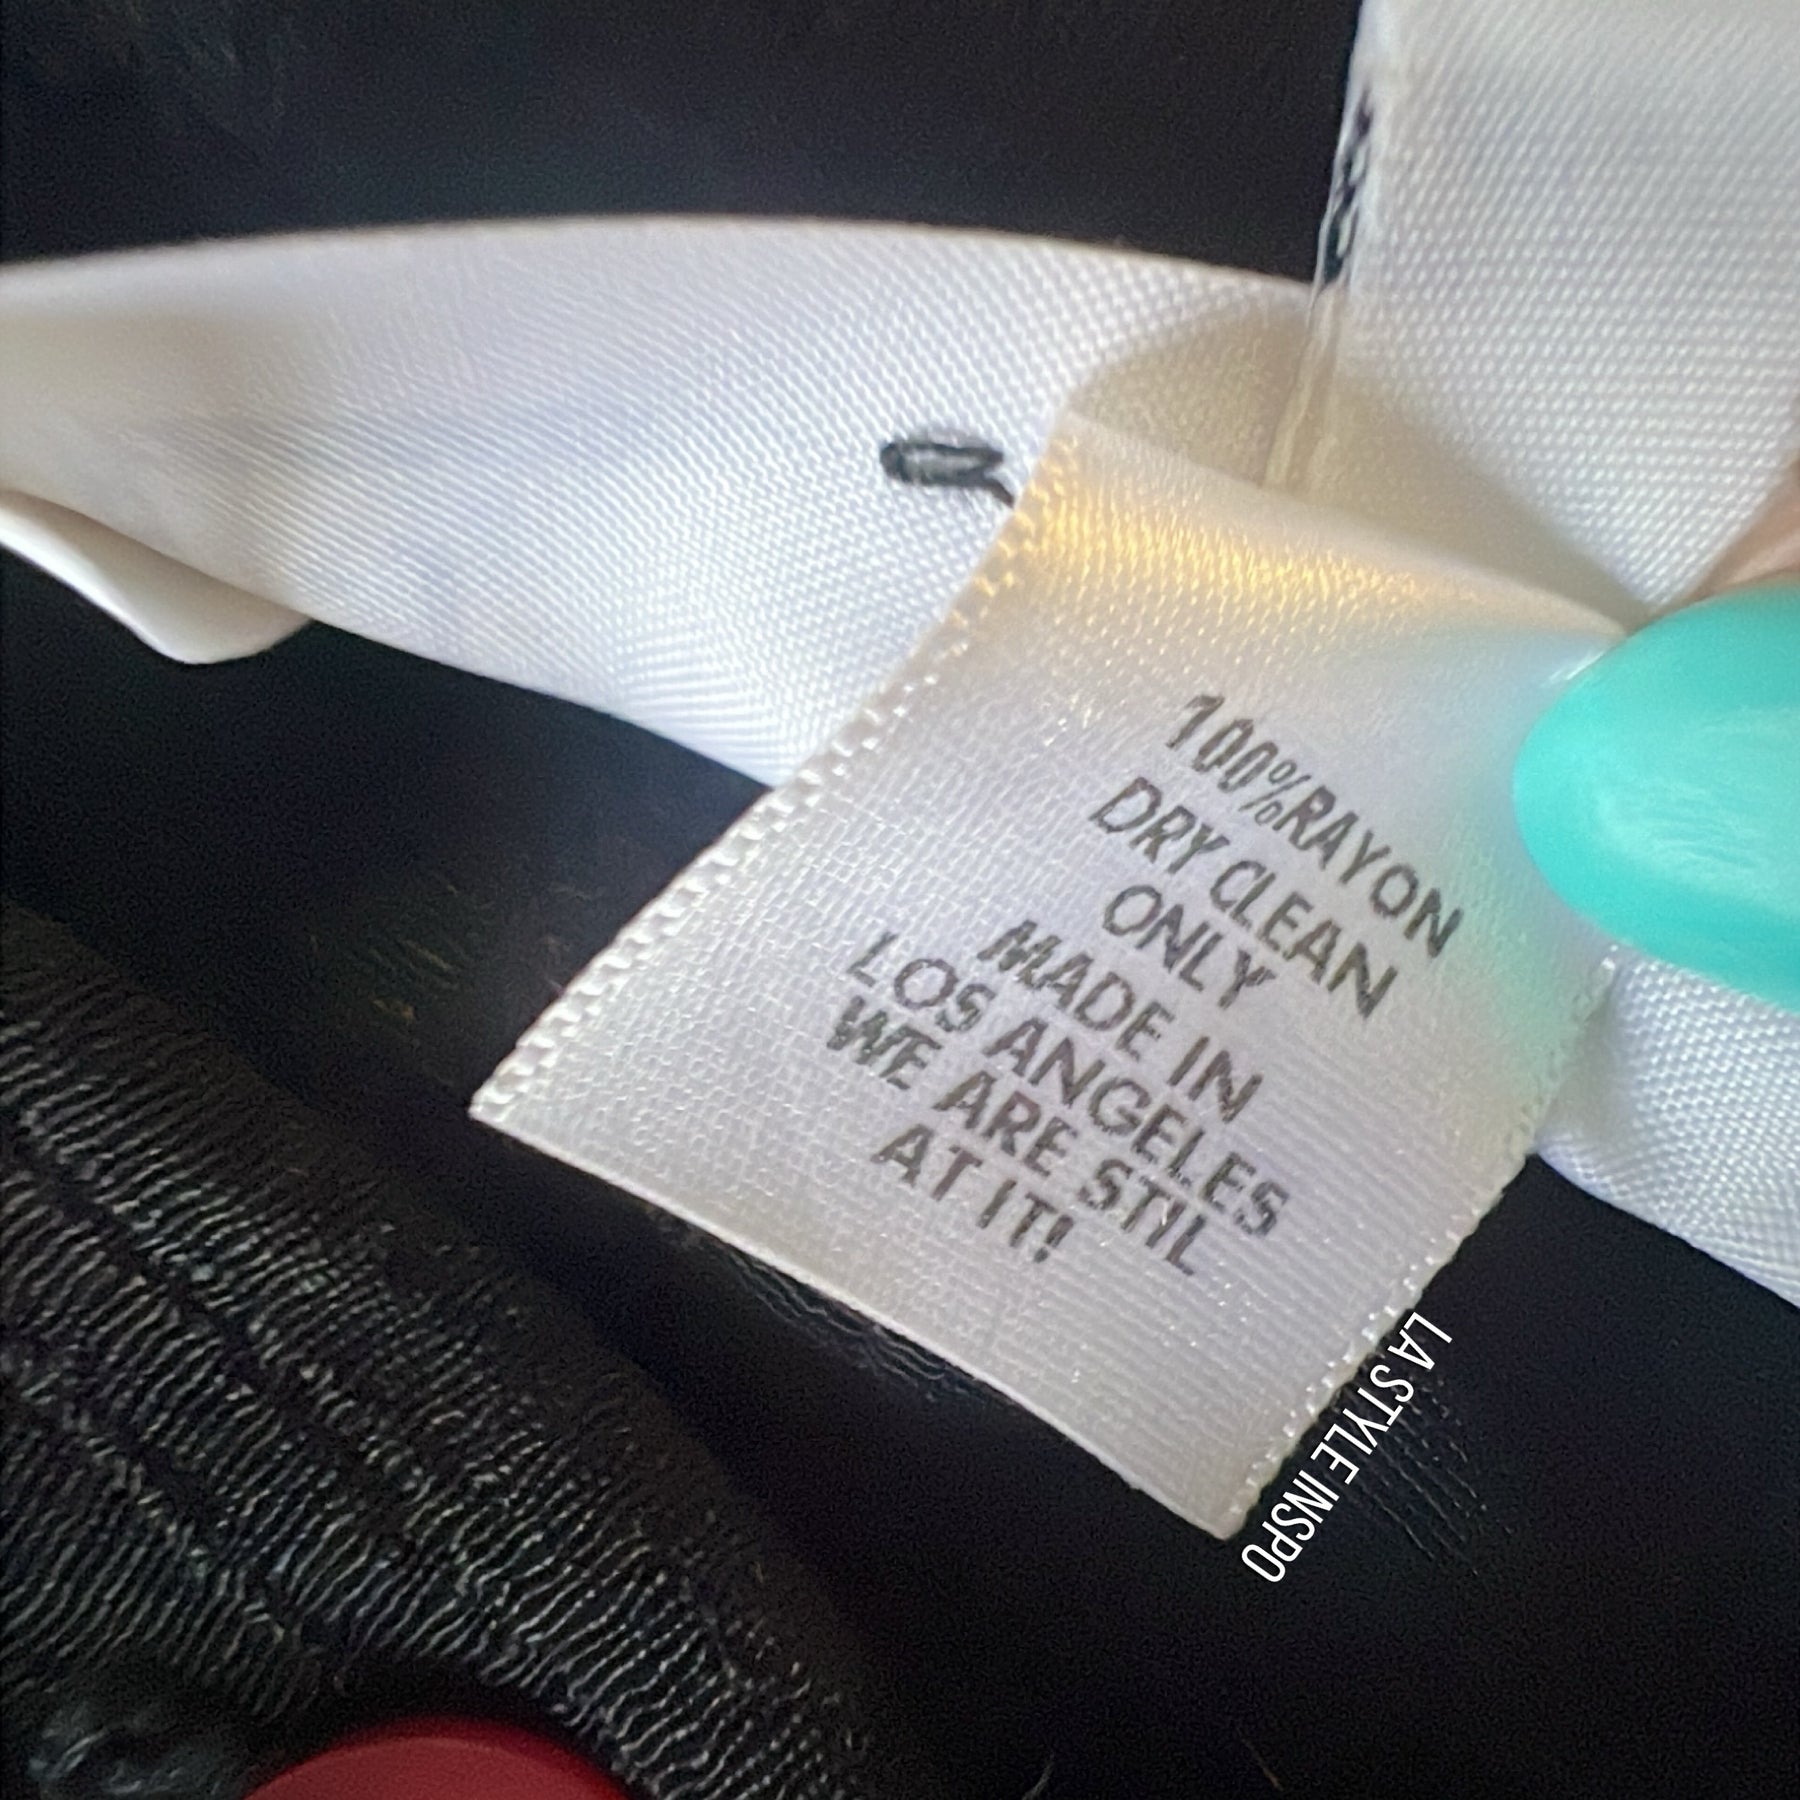 100%RAYON
DRY CLEAN
ONLY
MADE IN
LOS ANGELES
WE ARE STIL
AT IT!
LA STYLE INSPO